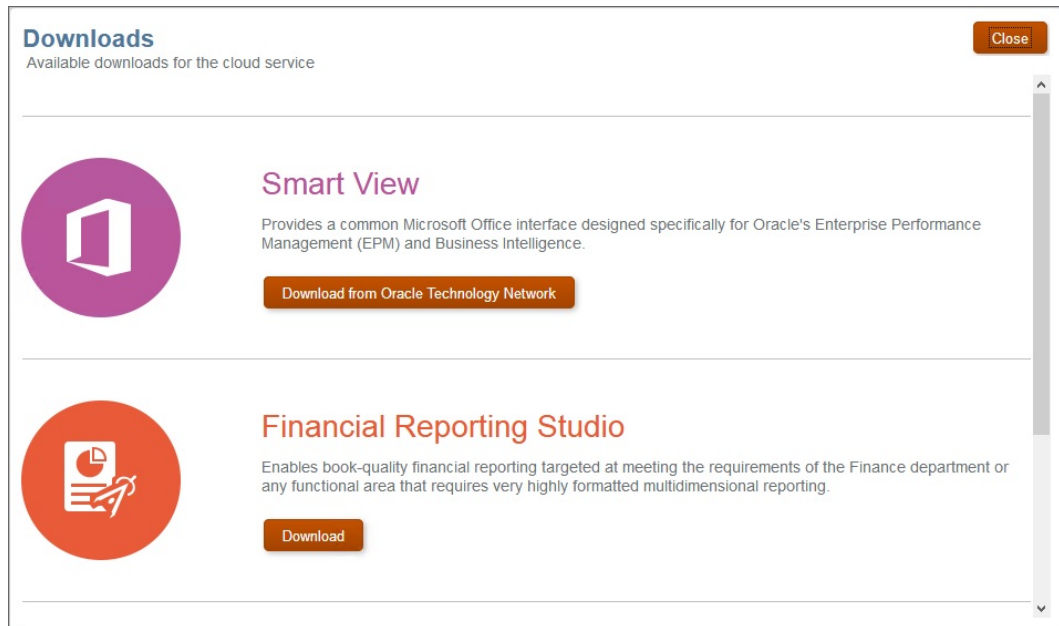 Downloads
Close
Available downloads for the cloud service
Smart View
Provides a common Microsoft Office interface designed specifically for Oracle's Enterprise Performance
Management (EPM) and Business Intelligence.
Download from Oracle Technology Network
Financial Reporting Studio
Enables book-quality financial reporting targeted at meeting the requirements of the Finance department or
any functional area that requires very highly formatted multidimensional reporting.
Download